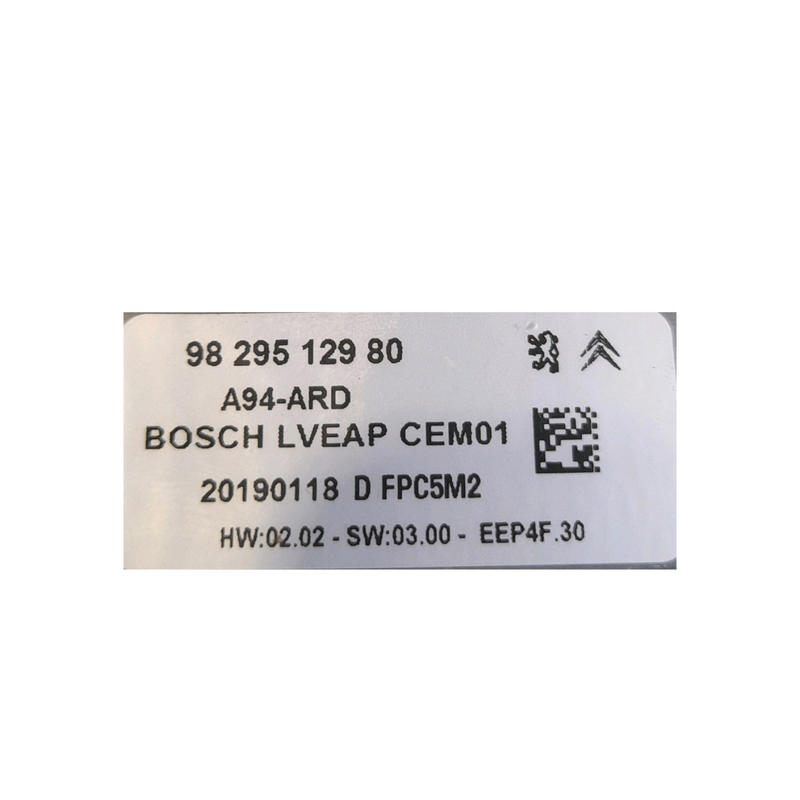 98 295 129 80
A94-ARD
BOSCH LVEAP CEM01
20190118 D FPC5M2
HW:02.02 - SW:03.00 - EEP4F.30